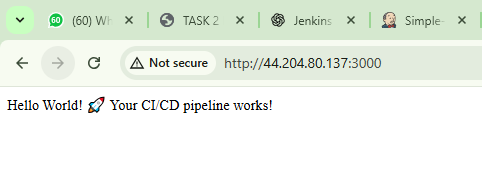 60
(60) Wh
TASK 2
Jenkins
Simple-
Not secure
http://44.204.80.137:3000
Hello World! 🚀 Your CI/CD pipeline works!